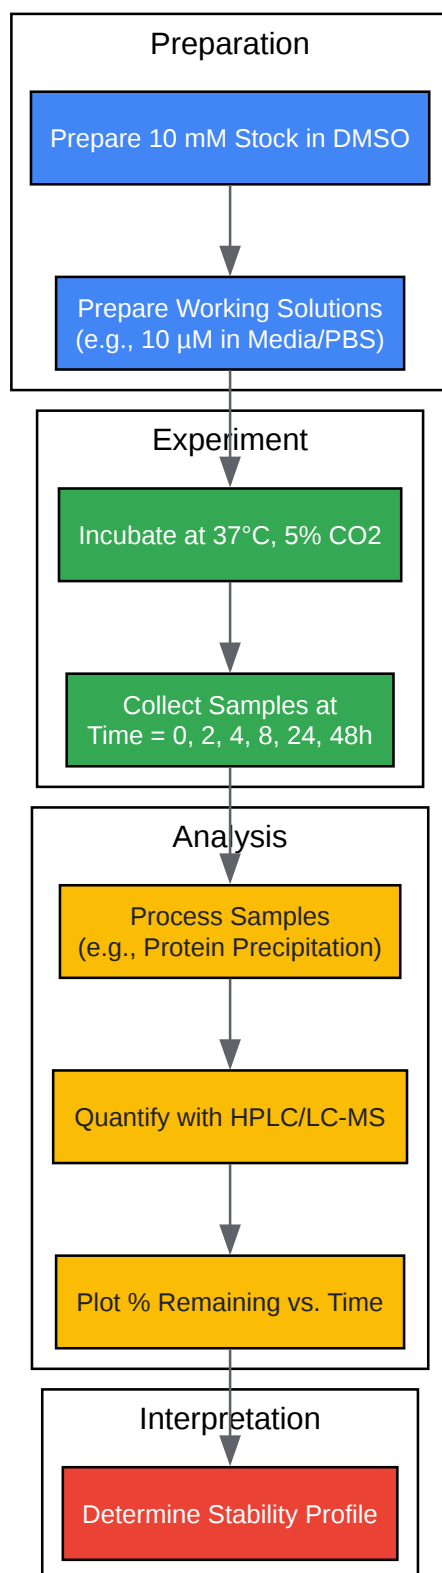 Preparation
Prepare 10 mM Stock in DMSO
Prepare Working Solutions
(e.g., 10 µM in Media/PBS)
Experiment
Incubate at 37°C, 5% CO2
Collect Samples at
Time = 0, 2, 4, 8, 24, 48h
Analysis
Process Samples
(e.g., Protein Precipitation)
Quantify with HPLC/LC-MS
Plot % Remaining vs. Time
Interpretation
Determine Stability Profile